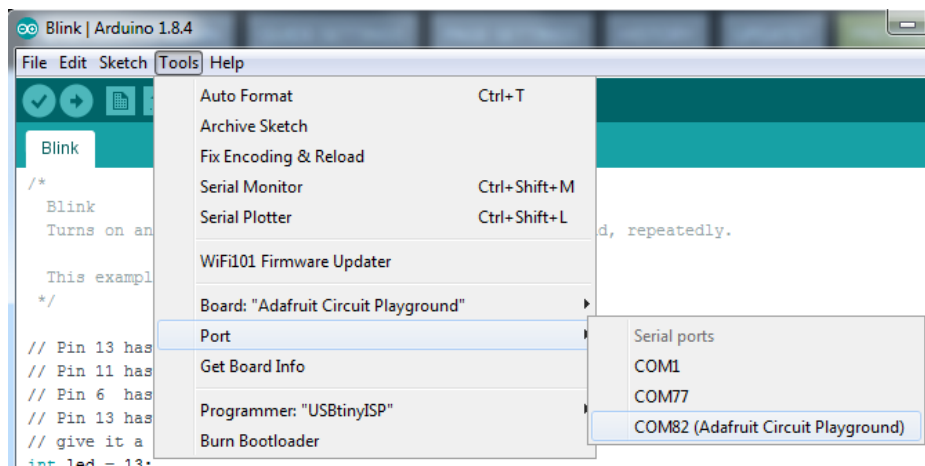 Blink | Arduino 1.8.4
File Edit Sketch Tools Help
Auto Format Ctrl+T
Archive Sketch
Fix Encoding & Reload
Serial Monitor Ctrl+Shift+M
Serial Plotter Ctrl+Shift+L
WiFi101 Firmware Updater
Board: "Adafruit Circuit Playground"
Port
Get Board Info
Programmer: "USBtinyISP"
Burn Bootloader
Serial ports
COM1
COM77
COM82 (Adafruit Circuit Playground)
Blink
/*
Blink
Turns on an d, repeatedly.
This exampl
*/
// Pin 13 has
// Pin 11 has
// Pin 6 has
// Pin 13 has
// give it a
int led = 13;